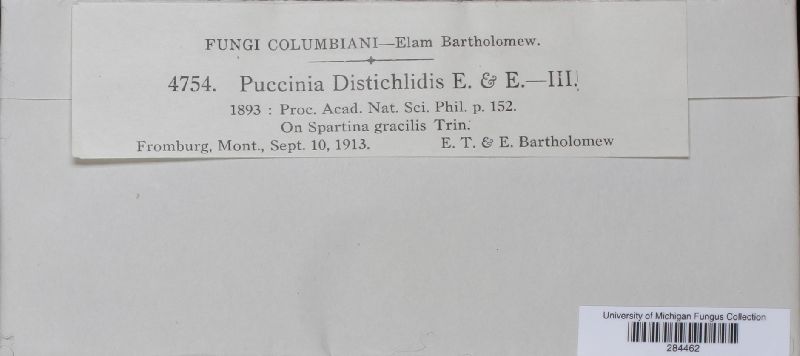 FUNGI COLUMBIANI—Elam Bartholomew.
4754. Puccinia Distichlidis E. & E.—III.
1893 : Proc. Acad. Nat. Sci. Phil. p. 152.
On Spartina gracilis Trin.
Fromburg, Mont., Sept. 10, 1913. E. T. & E. Bartholomew
University of Michigan Fungus Collection
284462